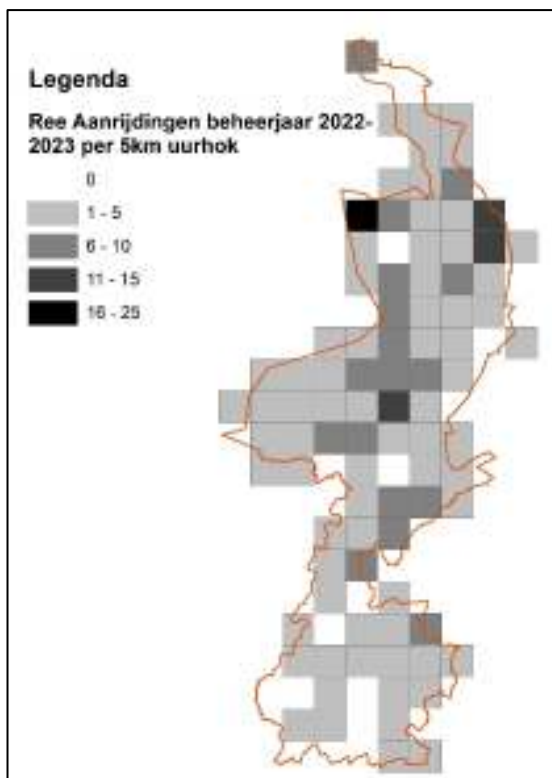 Legenda
Ree Aanrijdingen beheerjaar 2022-
2023 per 5km uurhok
0
1 - 5
6 - 10
11 - 15
16 - 25